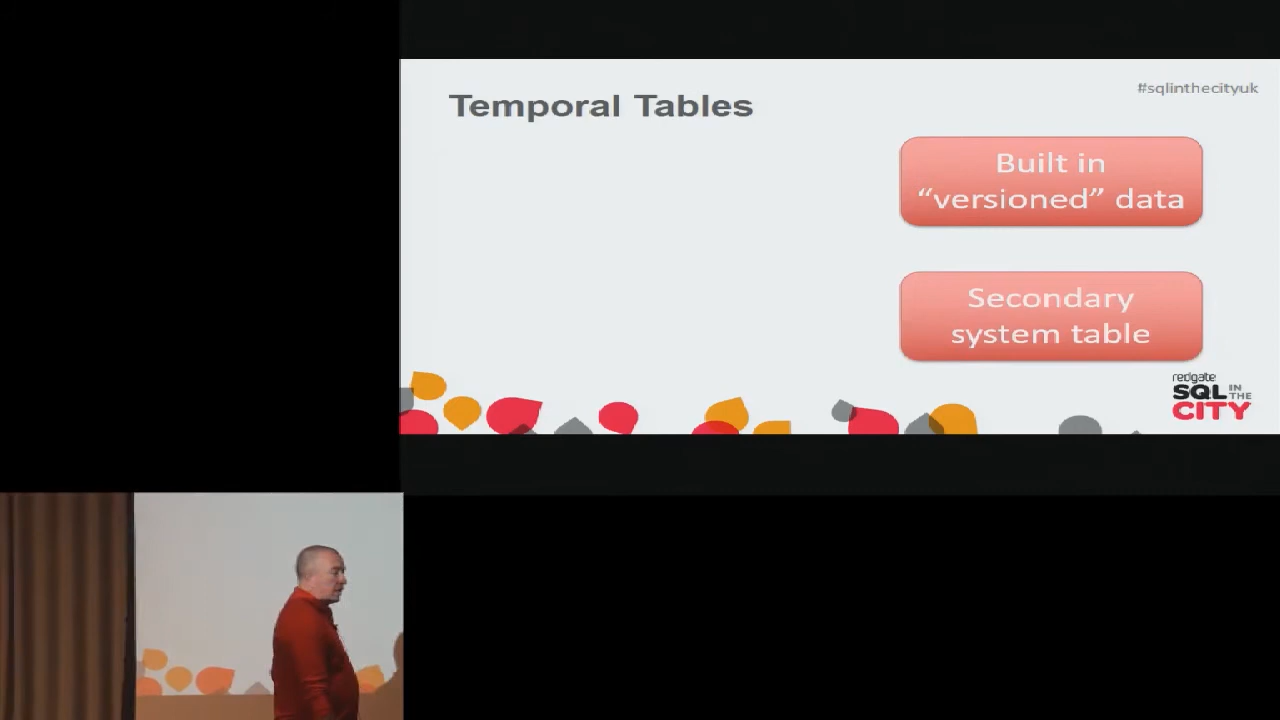 #sqlinthecityuk
Temporal Tables
Built in
“versioned” data
Secondary
system table
redgate
SQL IN THE
CITY